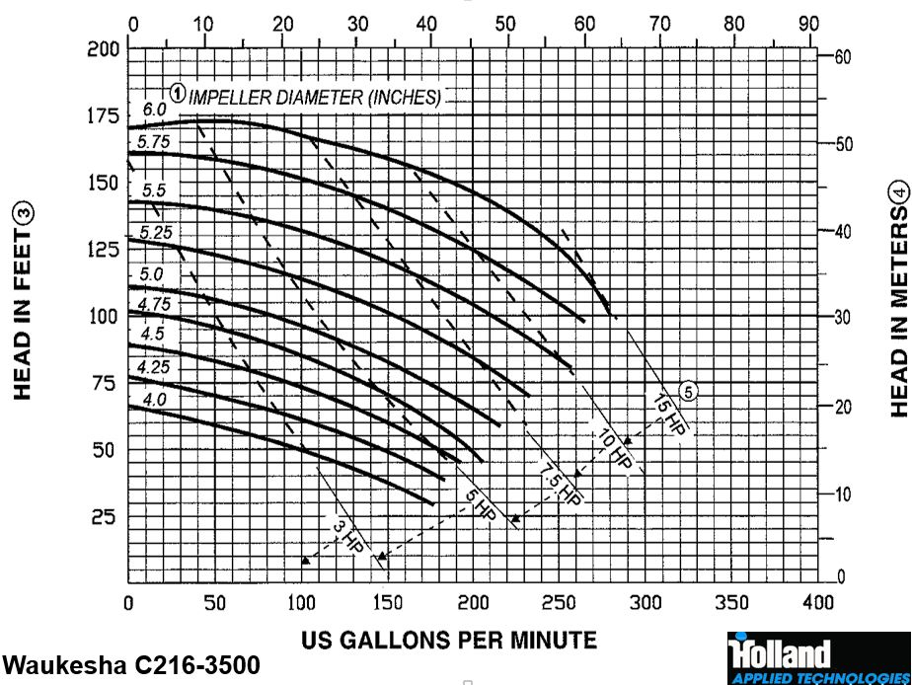 0 10 20 30 40 50 60 70 80 90
200
175
150
125
100
75
50
25
60
50
40
30
20
10
0
① IMPELLER DIAMETER (INCHES)
6.0
5.75
5.5
5.25
5.0
4.75
4.5
4.25
4.0
HEAD IN FEET③
HEAD IN METERS④
⑤
15 HP
10 HP
7.5 HP
5 HP
3 HP
0 50 100 150 200 250 300 350 400
US GALLONS PER MINUTE
Waukesha C216-3500
Holland
APPLIED TECHNOLOGIES